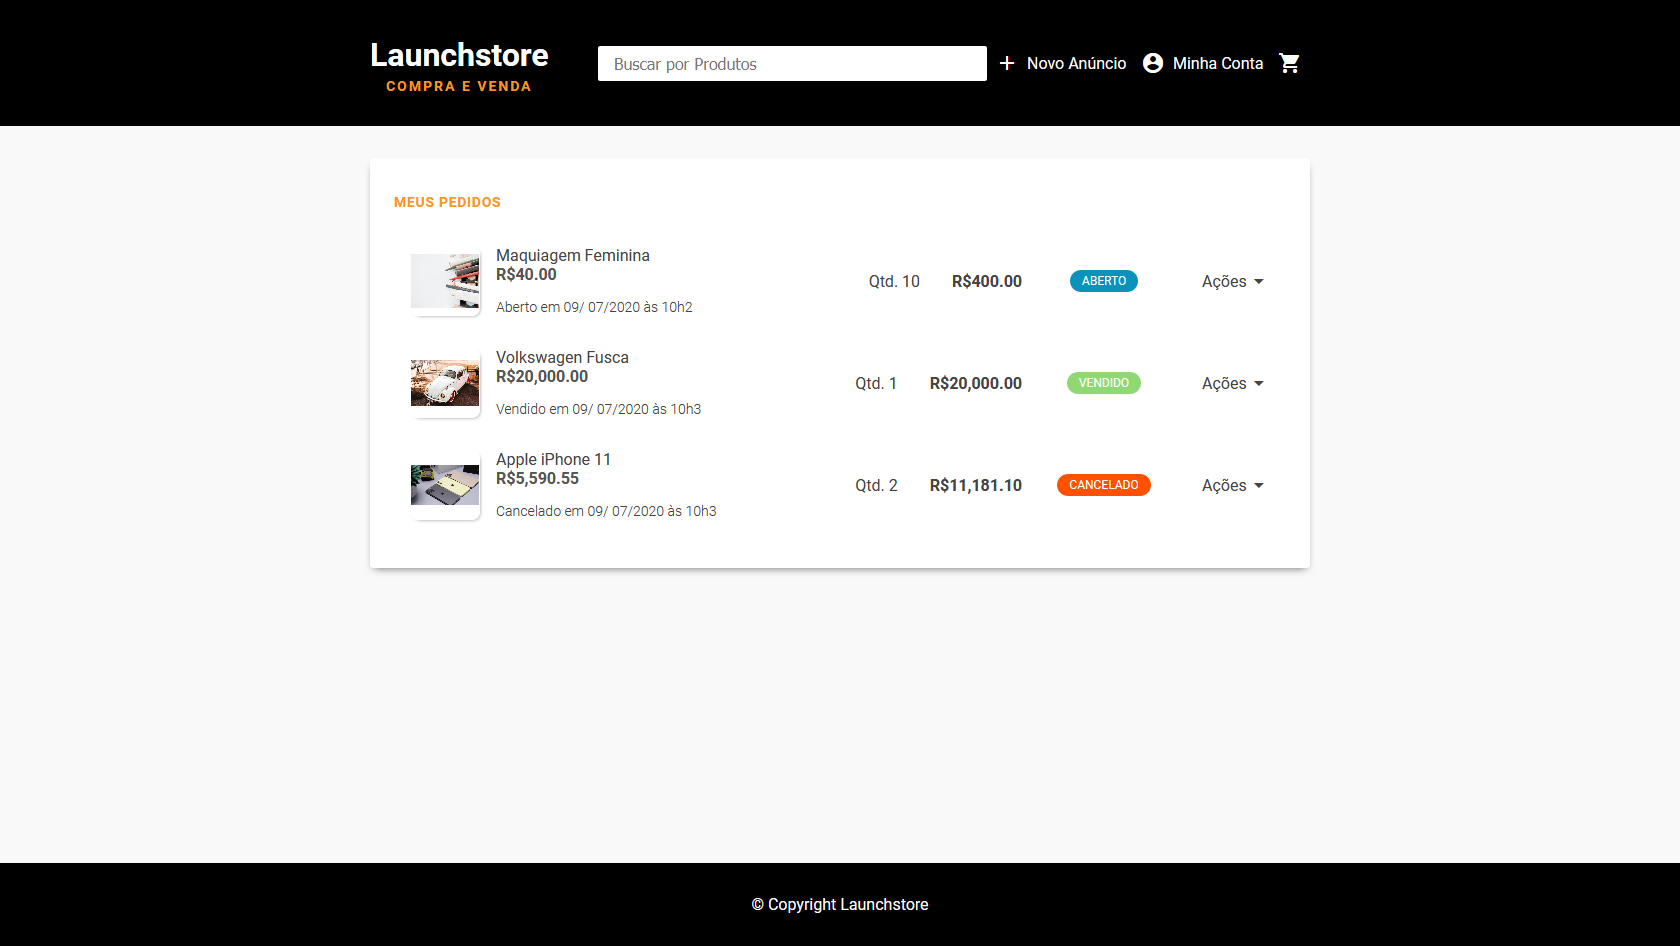 Launchstore
COMPRA E VENDA
Buscar por Produtos
Novo Anúncio
Minha Conta
MEUS PEDIDOS
Maquiagem Feminina
R$40.00
Aberto em 09/ 07/2020 às 10h2
Qtd. 10
R$400.00
ABERTO
Ações
Volkswagen Fusca
R$20,000.00
Vendido em 09/ 07/2020 às 10h3
Qtd. 1
R$20,000.00
VENDIDO
Ações
Apple iPhone 11
R$5,590.55
Cancelado em 09/ 07/2020 às 10h3
Qtd. 2
R$11,181.10
CANCELADO
Ações
© Copyright Launchstore